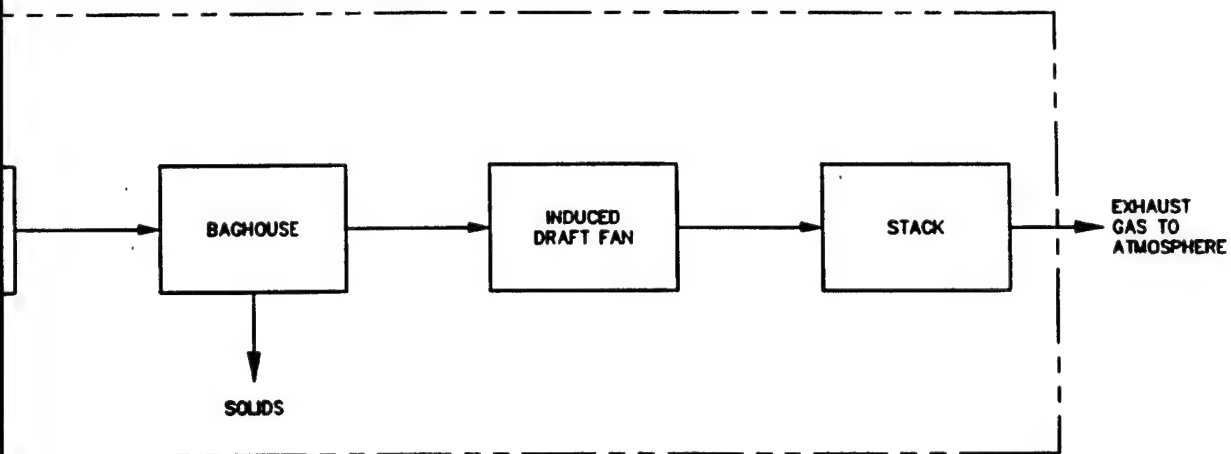 BAGHOUSE
INDUCED
DRAFT FAN
STACK
EXHAUST
GAS TO
ATMOSPHERE
SOLIDS